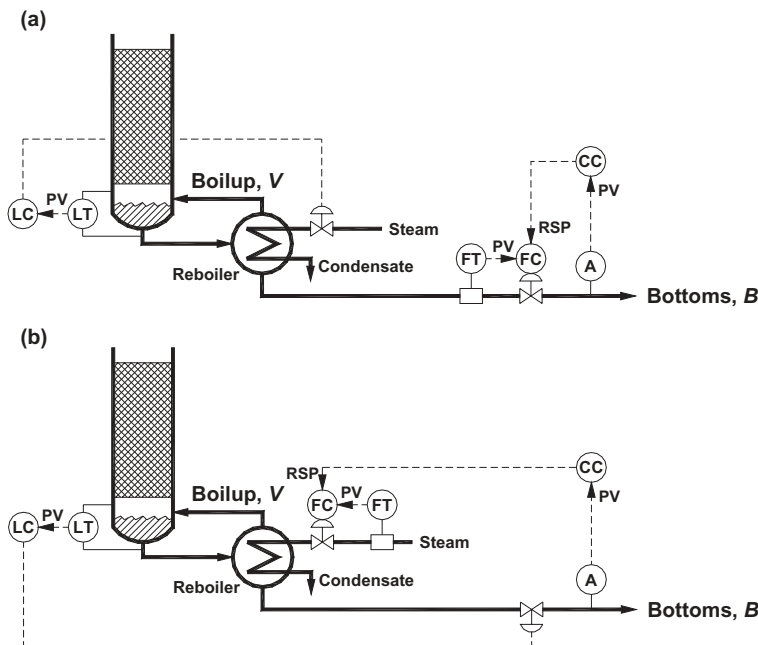 (a)
Boilup, V
LC
PV
LT
Reboiler
Steam
Condensate
CC
PV
RSP
FT
PV
FC
A
Bottoms, B
(b)
Boilup, V
LC
PV
LT
Reboiler
RSP
FC
PV
FT
Steam
Condensate
CC
PV
A
Bottoms, B